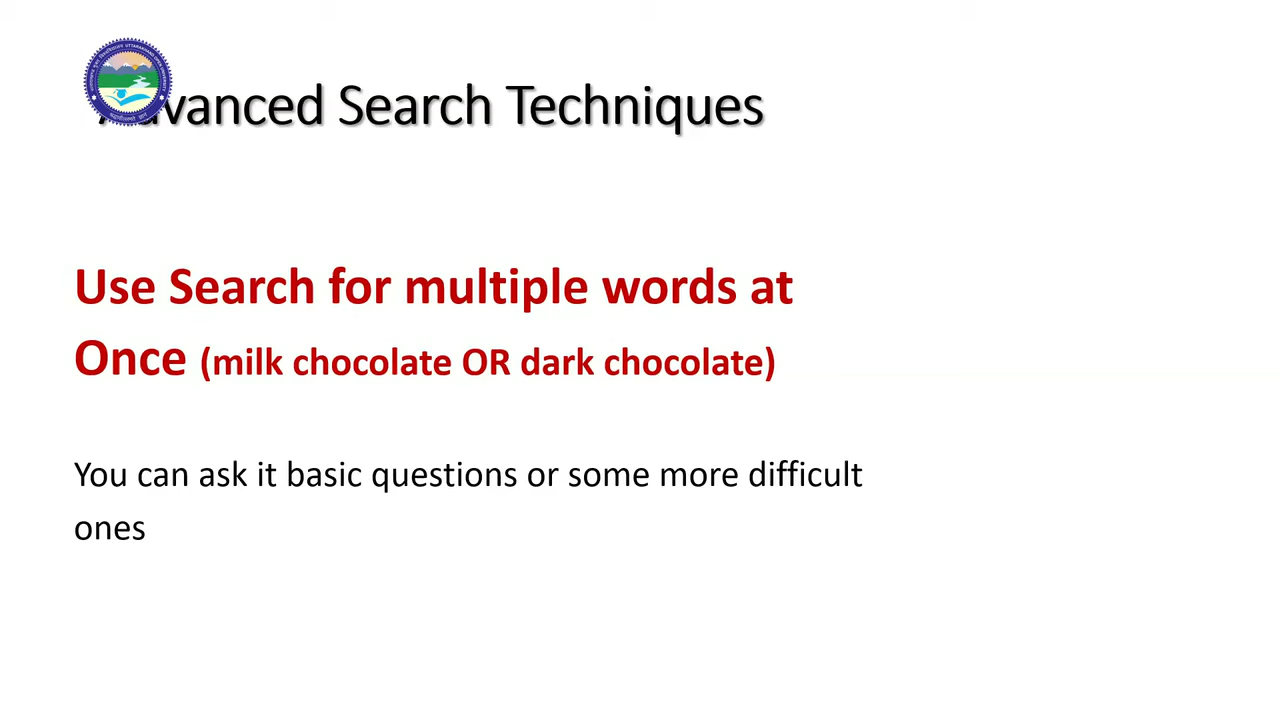 Advanced Search Techniques
Use Search for multiple words at
Once (milk chocolate OR dark chocolate)
You can ask it basic questions or some more difficult
ones